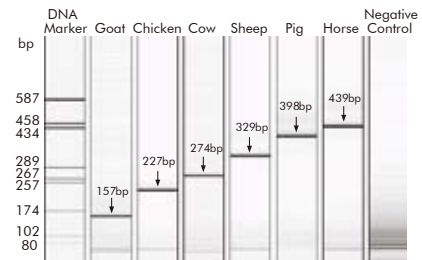 DNA Marker Goat Chicken Cow Sheep Pig Horse Negative Control
bp
587
458
434
289
267
257
174
102
80
157bp
227bp
274bp
329bp
398bp
439bp